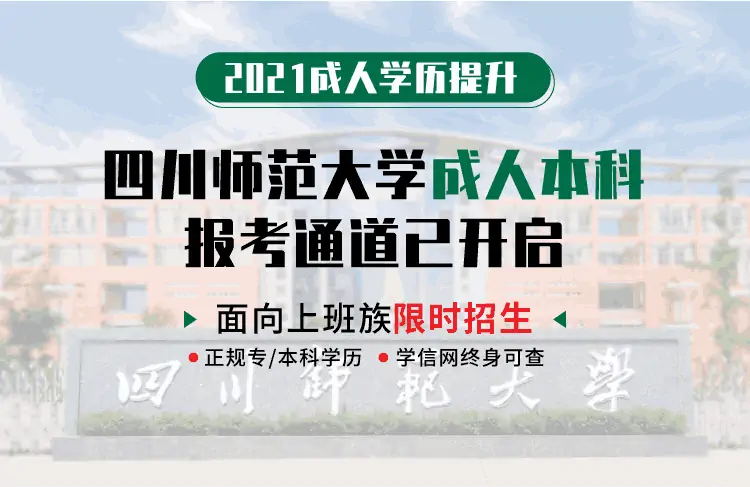 2021成人学历提升
四川师范大学成人本科
报考通道已开启
面向上班族限时招生
正规专/本科学历 学信网终身可查
四川师范大學